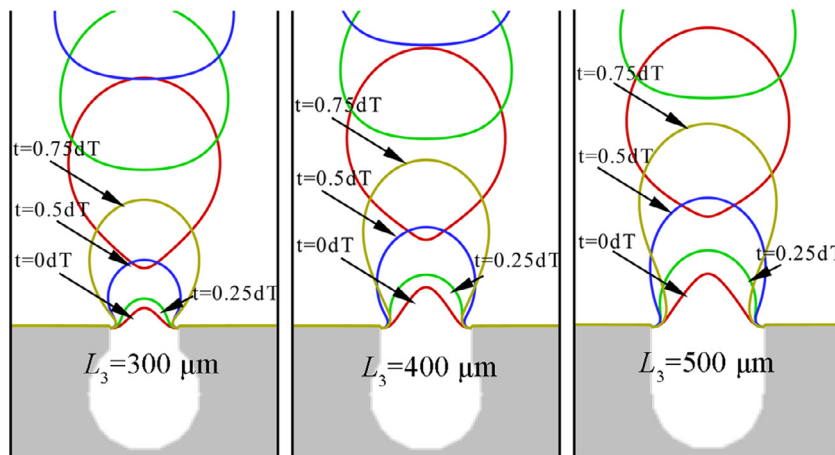 t=0.75dT
t=0.5dT
t=0dT
t=0.25dT
L₃=300 μm
t=0.75dT
t=0.5dT
t=0dT
t=0.25dT
L₃=400 μm
t=0.75dT
t=0.5dT
t=0dT
t=0.25dT
L₃=500 μm